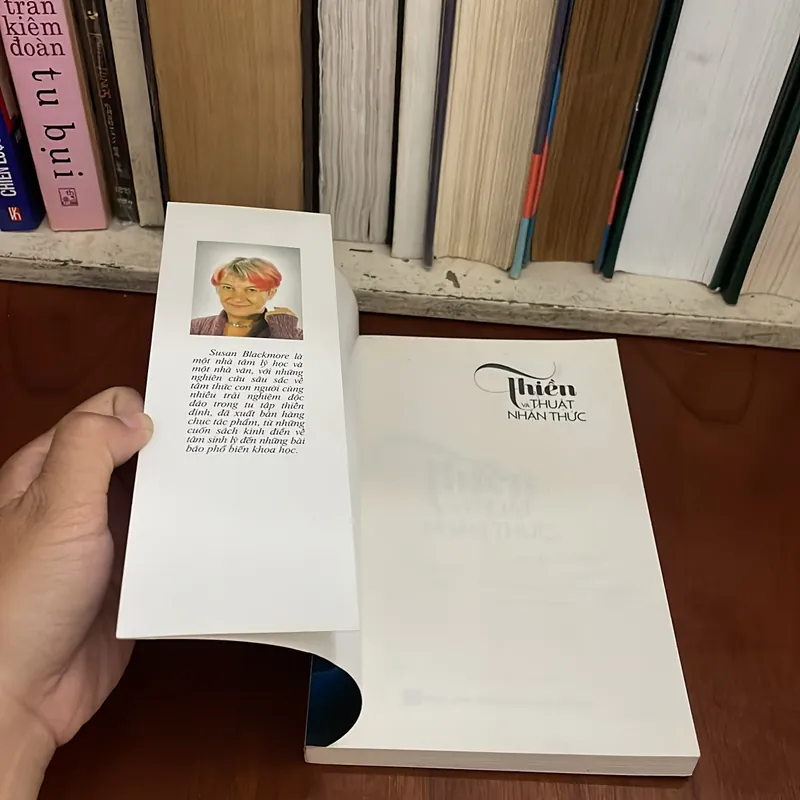 trần
kiêm
đoàn
tu bụi
CHIẾN LƯỢC
Susan Blackmore là
một nhà tâm lý học và
một nhà văn, với những
nghiên cứu sâu sắc về
tâm thức con người cùng
nhiều trải nghiệm độc
đáo trong tu tập thiền
định, đã xuất bản hàng
chục tác phẩm, từ những
cuốn sách kinh điển về
tâm sinh lý đến những bài
báo phổ biến khoa học.
Thiền
VÀ THUẬT
NHẬN THỨC